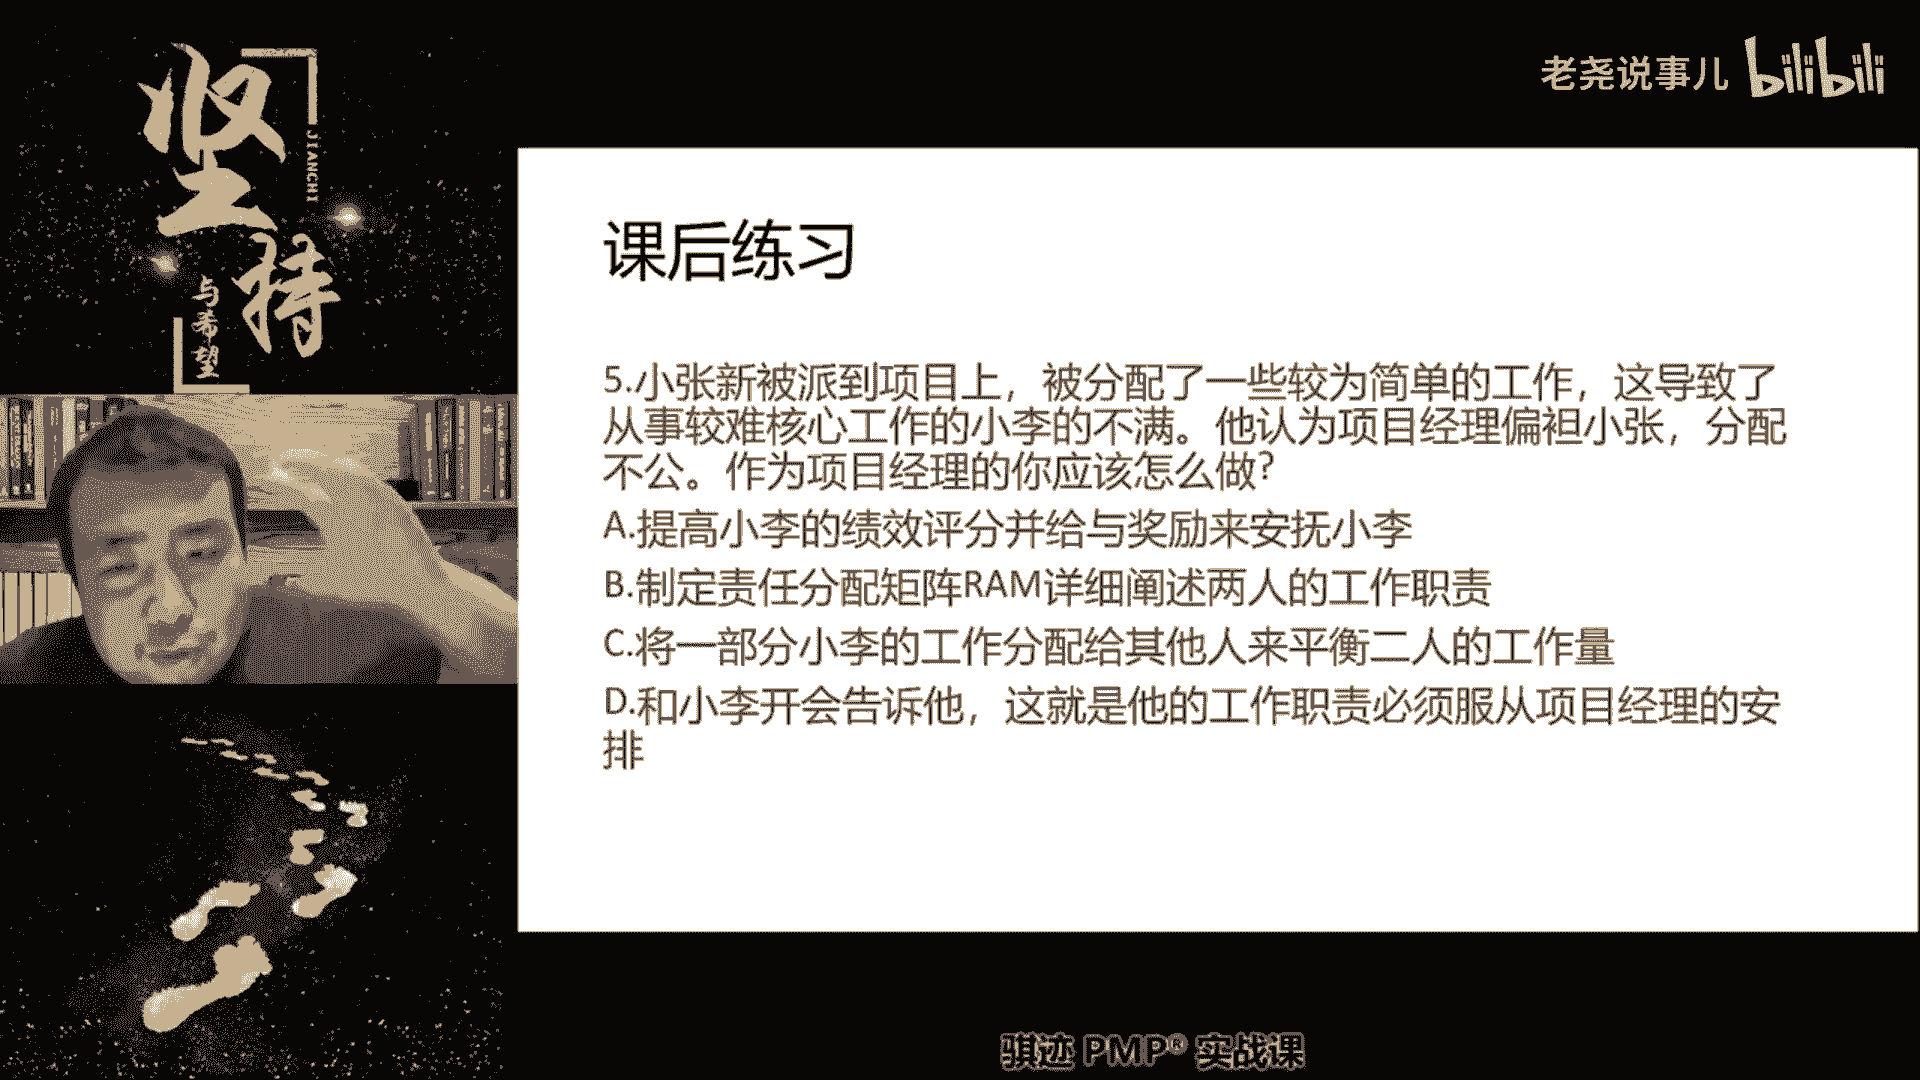 坚持
JIANCHI
与希望
老尧说事儿 bilibili
课后练习
5.小张新被派到项目上，被分配了一些较为简单的工作，这导致了
从事较难核心工作的小李的不满。他认为项目经理偏袒小张，分配
不公。作为项目经理的你应该怎么做?
A.提高小李的绩效评分并给与奖励来安抚小李
B.制定责任分配矩阵RAM详细阐述两人的工作职责
C.将一部分小李的工作分配给其他人来平衡二人的工作量
D.和小李开会告诉他，这就是他的工作职责必须服从项目经理的安
排
骐迹 PMP® 实战课